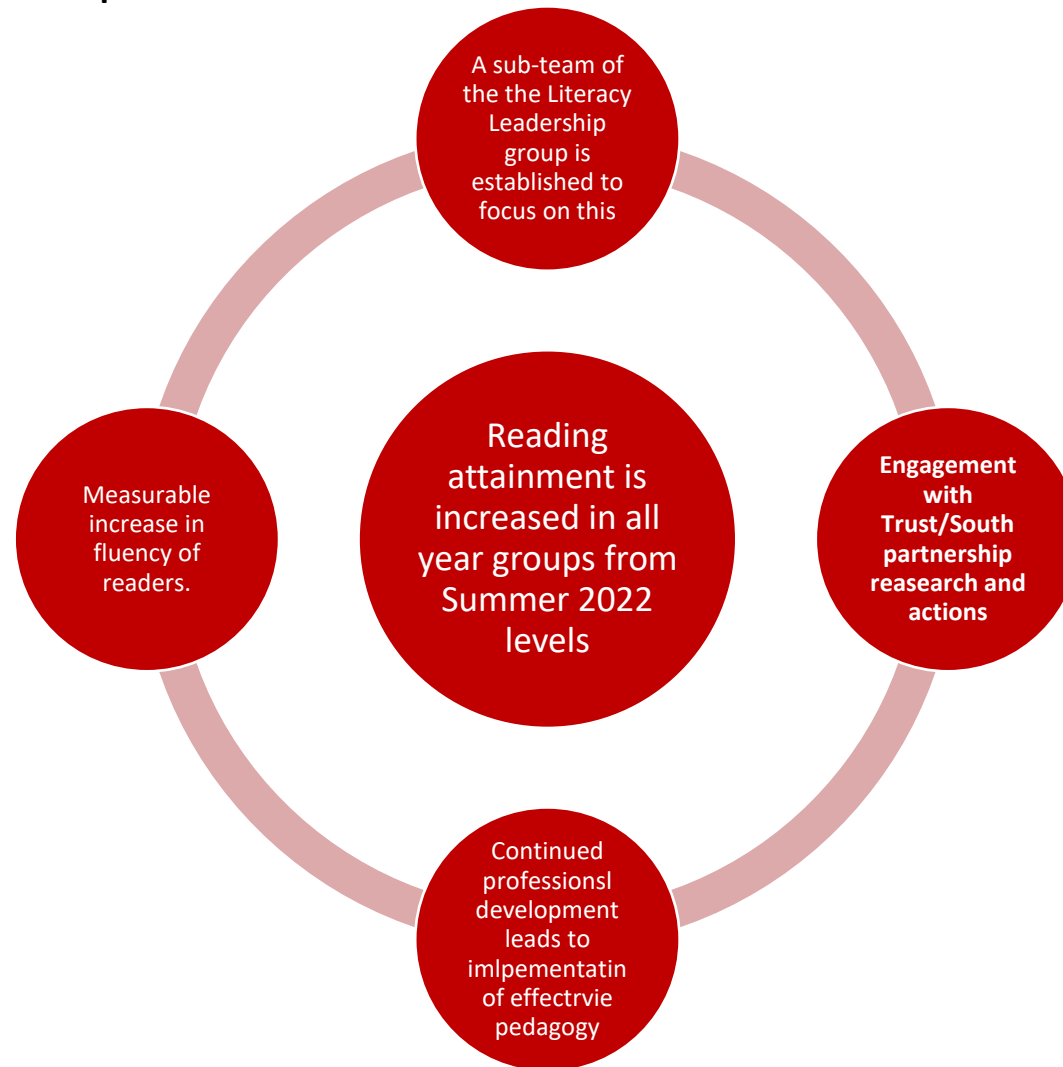 A sub-team of
the the Literacy
Leadership
group is
established to
focus on this
Reading
attainment is
increased in all
year groups from
Summer 2022
levels
Engagement
with
Trust/South
partnership
reasearch and
actions
Continued
professionsl
development
leads to
imlpementatin
of effectrvie
pedagogy
Measurable
increase in
fluency of
readers.